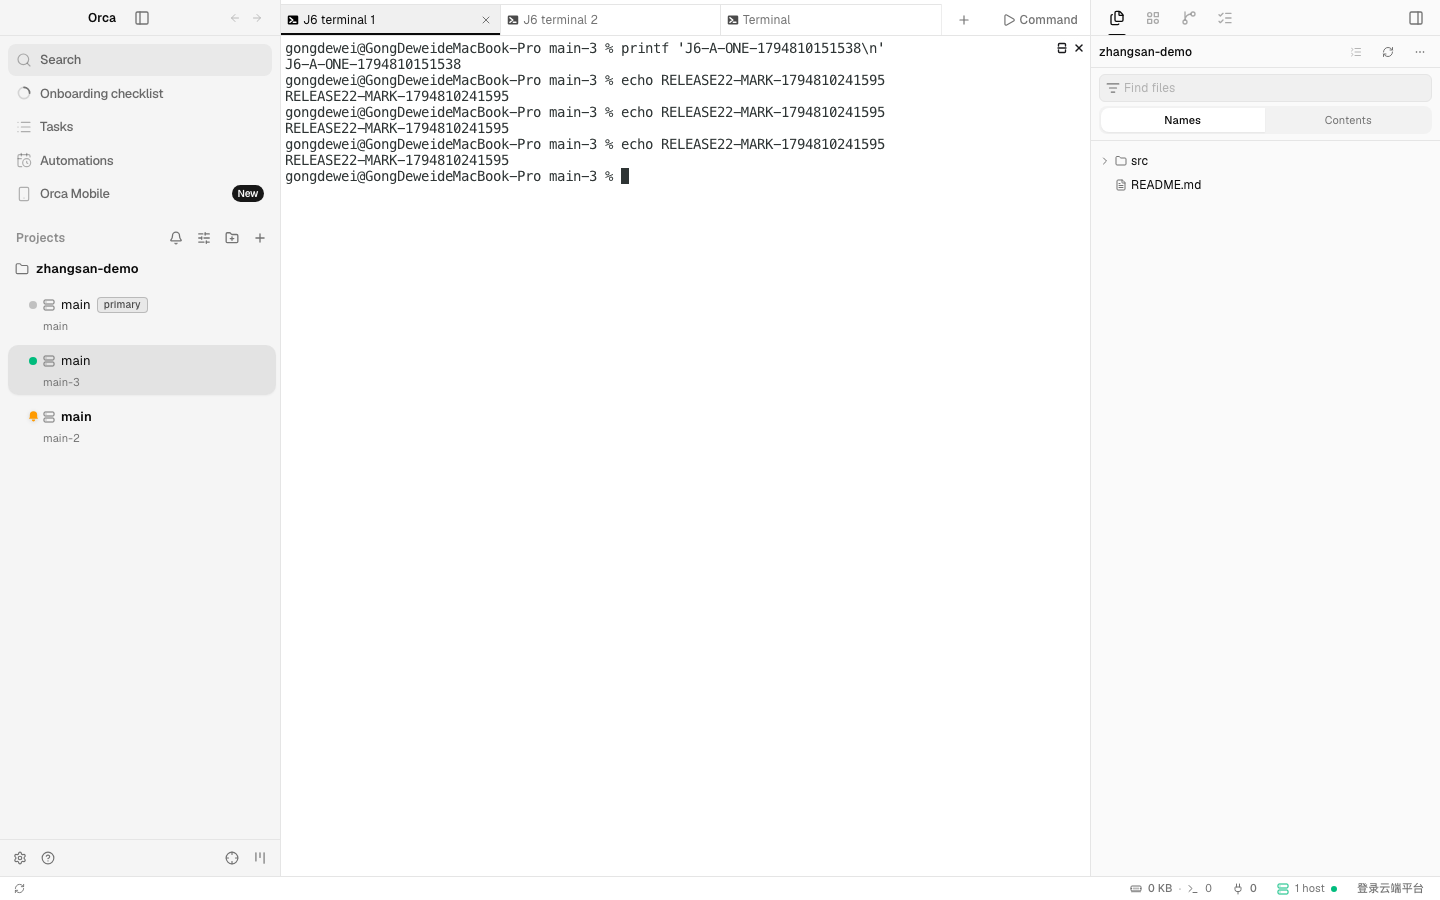 Orca
Search
Onboarding checklist
Tasks
Automations
Orca Mobile
New
Projects
zhangsan-demo
main
primary
main
main
main-3
main
main-2
J6 terminal 1
J6 terminal 2
Terminal
Command
gongdewei@GongDeweideMacBook-Pro main-3 % printf 'J6-A-ONE-1794810151538\n'
J6-A-ONE-1794810151538
gongdewei@GongDeweideMacBook-Pro main-3 % echo RELEASE22-MARK-1794810241595
RELEASE22-MARK-1794810241595
gongdewei@GongDeweideMacBook-Pro main-3 % echo RELEASE22-MARK-1794810241595
RELEASE22-MARK-1794810241595
gongdewei@GongDeweideMacBook-Pro main-3 % echo RELEASE22-MARK-1794810241595
RELEASE22-MARK-1794810241595
gongdewei@GongDeweideMacBook-Pro main-3 %
zhangsan-demo
Find files
Names
Contents
src
README.md
0 KB · 0
0
1 host
登录云端平台